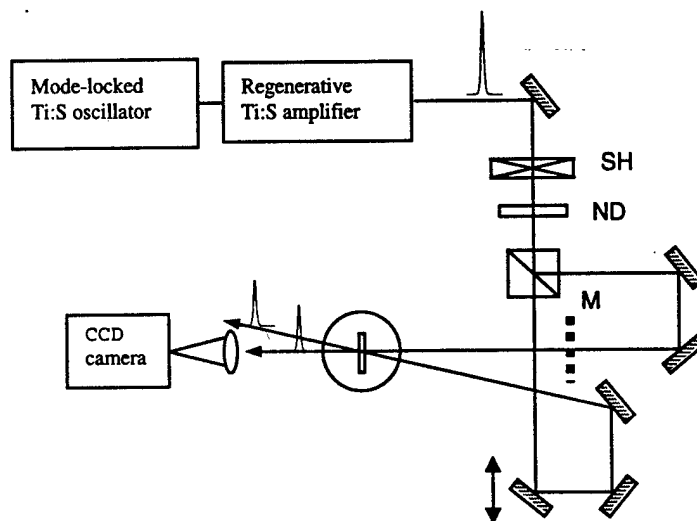 Mode-locked
Ti:S oscillator
Regenerative
Ti:S amplifier
SH
ND
M
CCD
camera